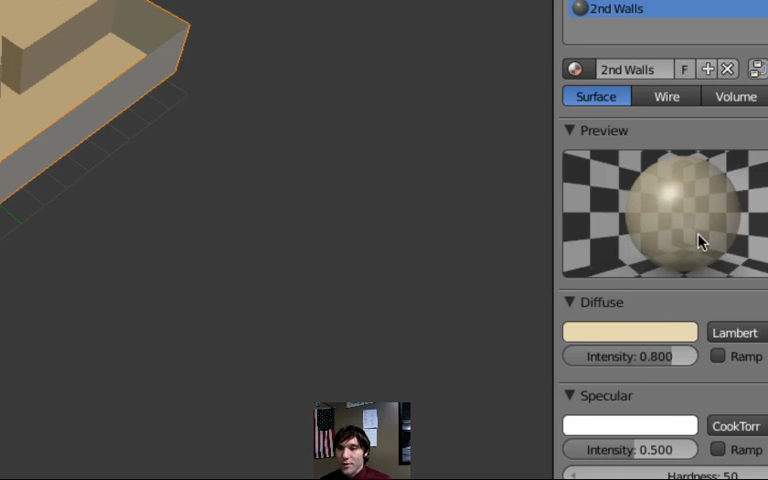 2nd Walls
2nd Walls F
Surface Wire Volume
Preview
Diffuse
Lambert
Intensity: 0.800 Ramp
Specular
CookTorr
Intensity: 0.500 Ramp
Hardness: 50